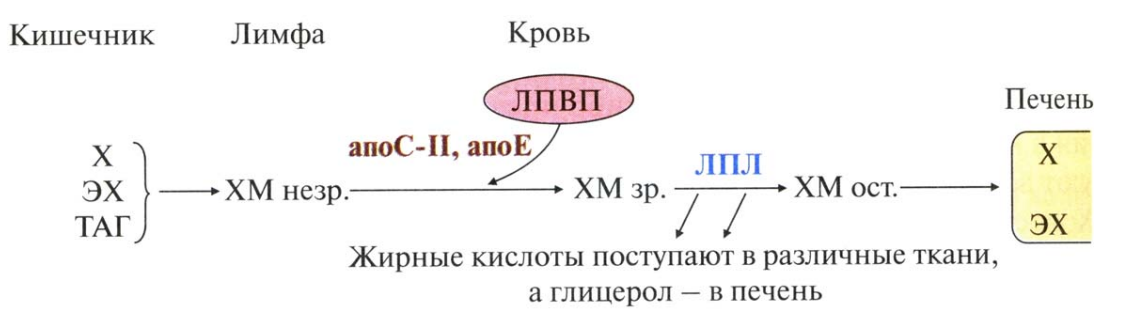 Кишечник Лимфа Кровь
ЛПВП
Печень
апоС-II, апоЕ
Х
ЭХ
ТАГ
ХМ незр.
ХМ зр.
ЛПЛ
ХМ ост.
Х
ЭХ
Жирные кислоты поступают в различные ткани,
а глицерол – в печень